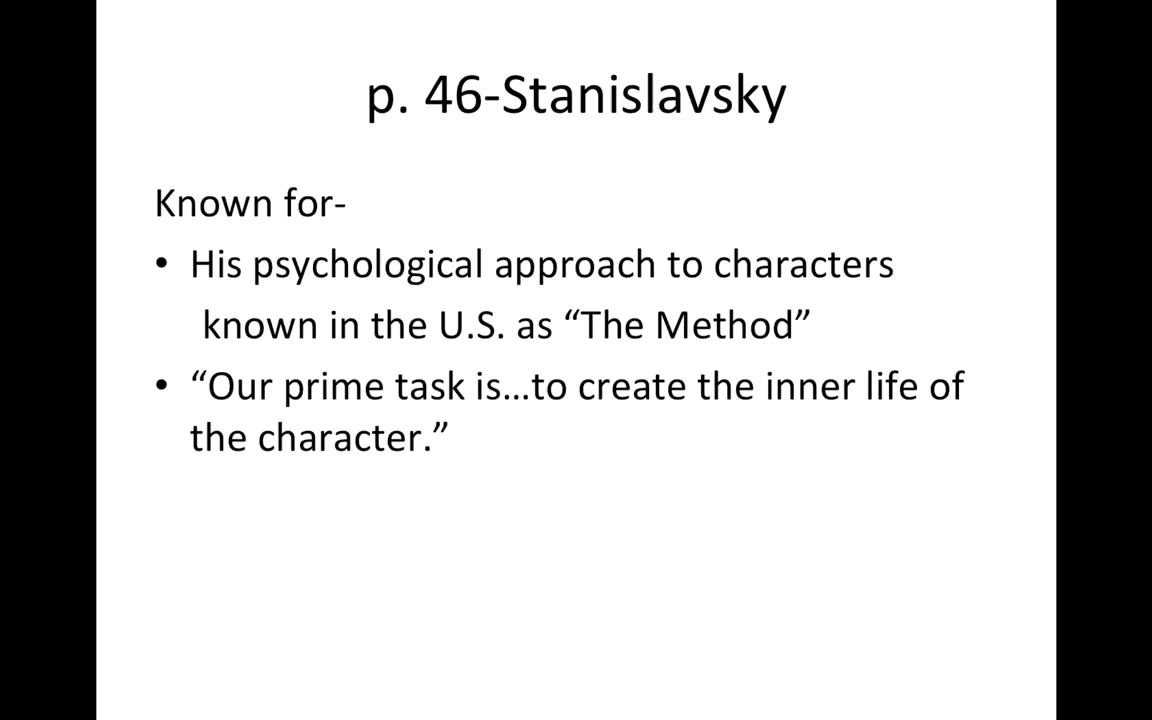 p. 46-Stanislavsky
Known for-
• His psychological approach to characters
known in the U.S. as “The Method”
• “Our prime task is…to create the inner life of
the character.”